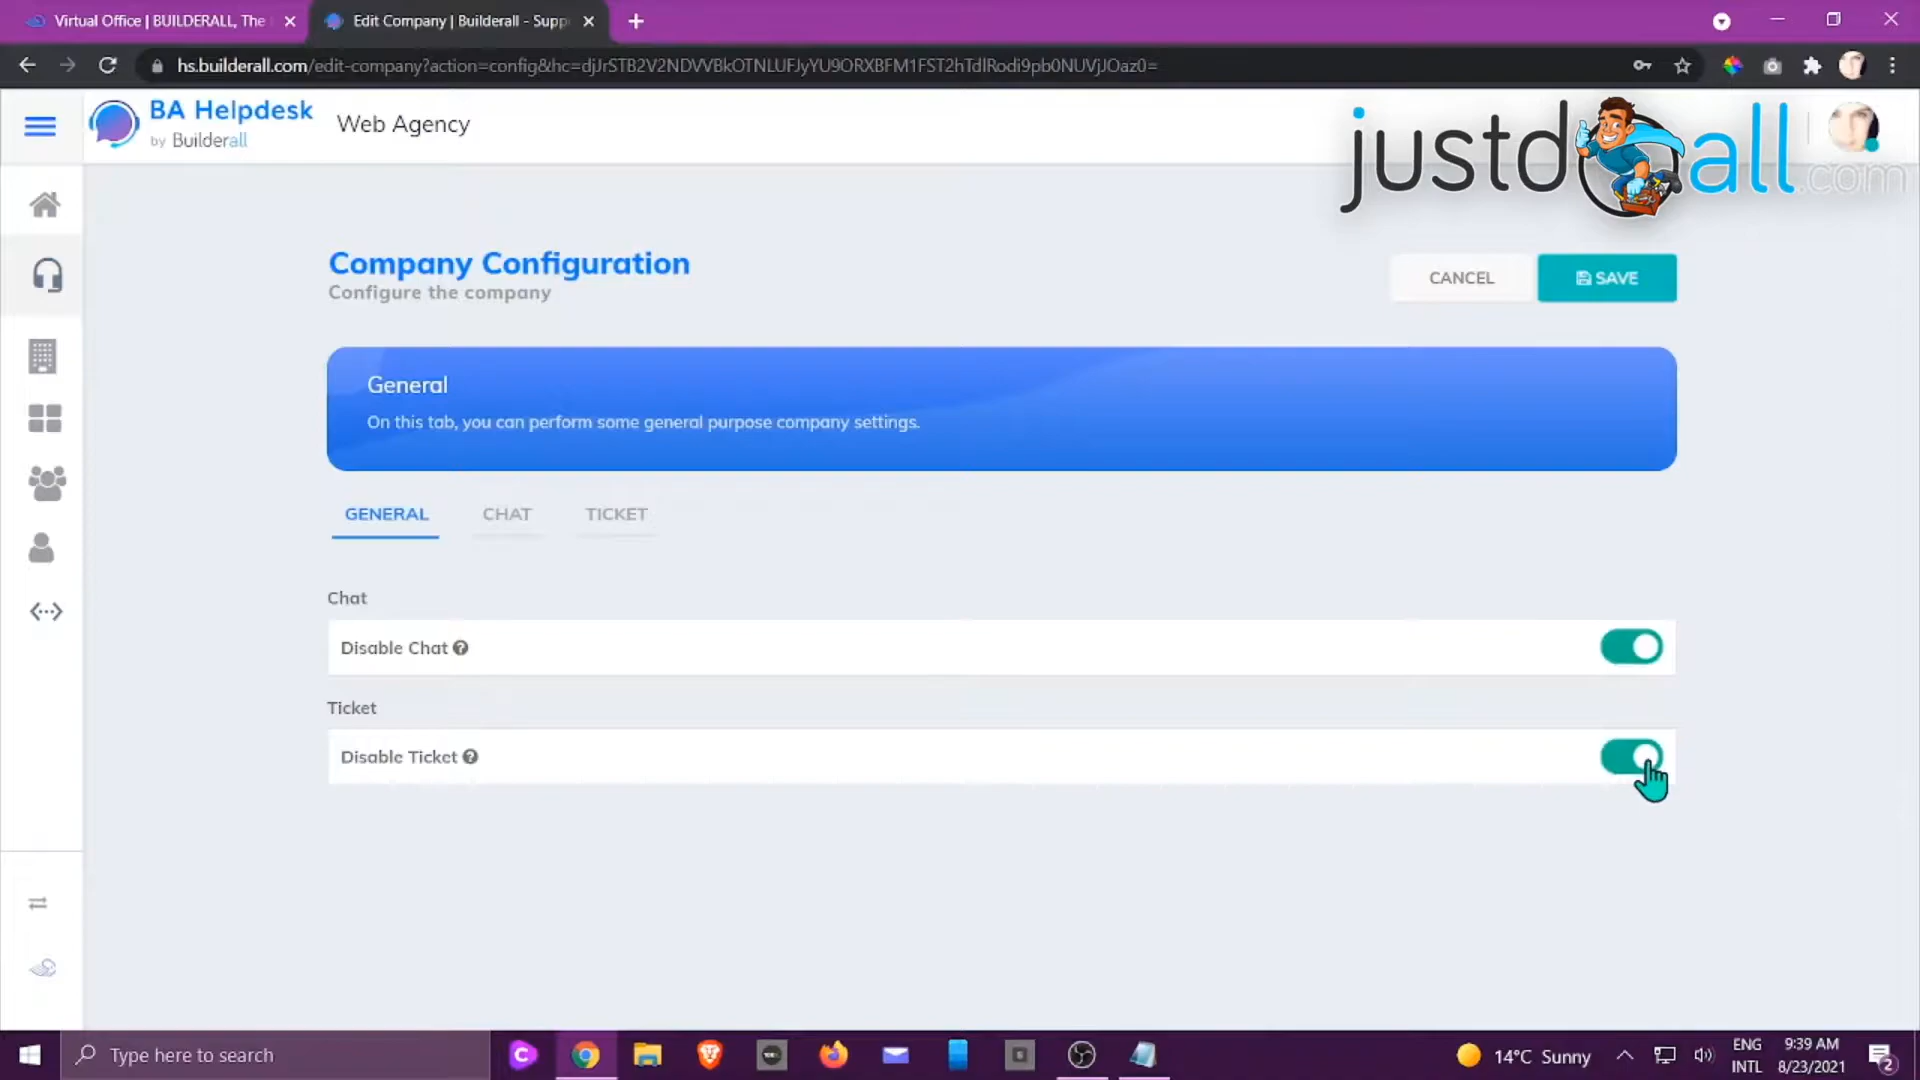 Virtual Office | BUILDERALL, The
Edit Company | Builderall - Supp
hs.builderall.com/edit-company?action=config&hc=djJrSTB2V2NDVVBkOTNLUFJyYU9ORXBFM1FST2hTdlRodi9pb0NUVjJOaz0=
BA Helpdesk
by Builderall
Web Agency
justdoall.com
Company Configuration
Configure the company
CANCEL
SAVE
General
On this tab, you can perform some general purpose company settings.
GENERAL
CHAT
TICKET
Chat
Disable Chat
Ticket
Disable Ticket
Type here to search
14°C Sunny
ENG
INTL
9:39 AM
8/23/2021
2